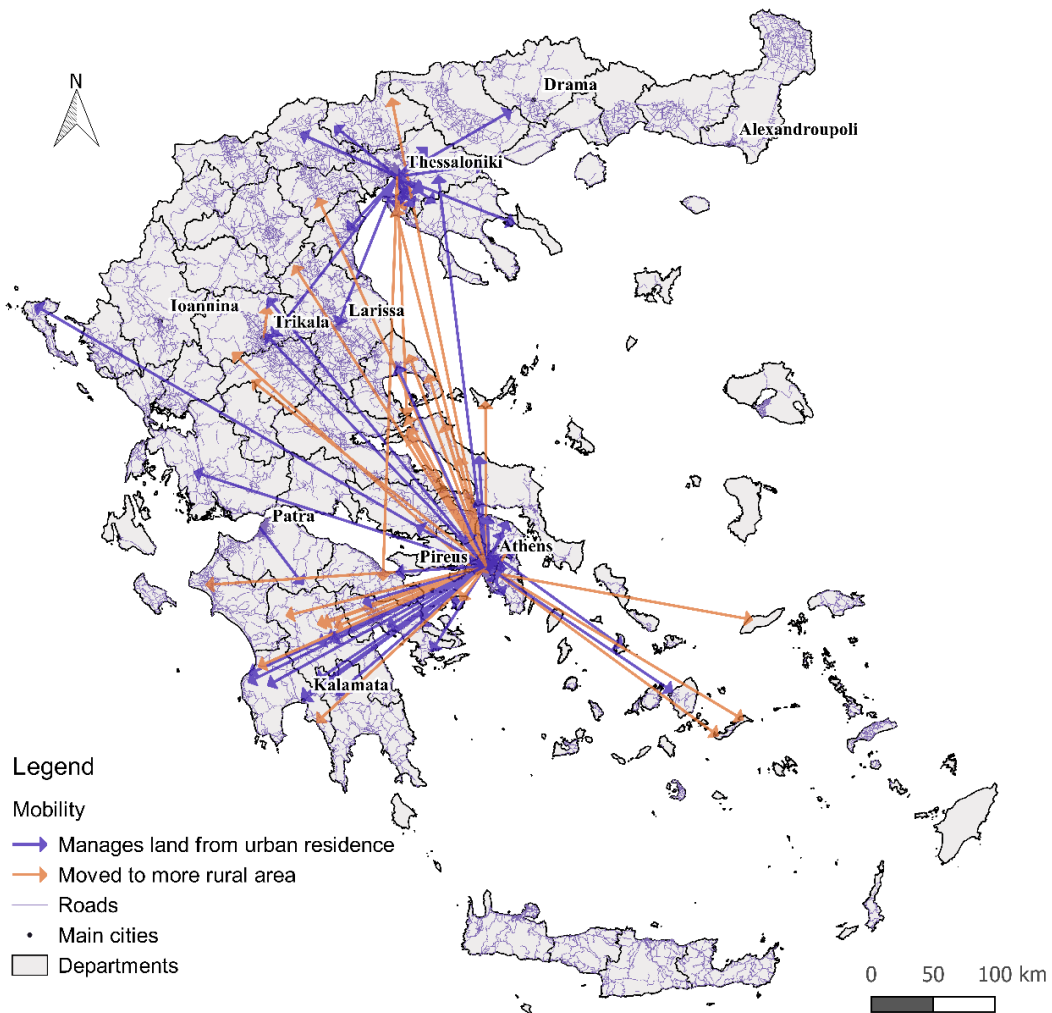 N
Drama
Alexandroupoli
Thessaloniki
Ioannina
Trikala
Larissa
Patra
Pireus
Athens
Kalamata
Legend
Mobility
Manages land from urban residence
Moved to more rural area
Roads
Main cities
Departments
0 50 100 km